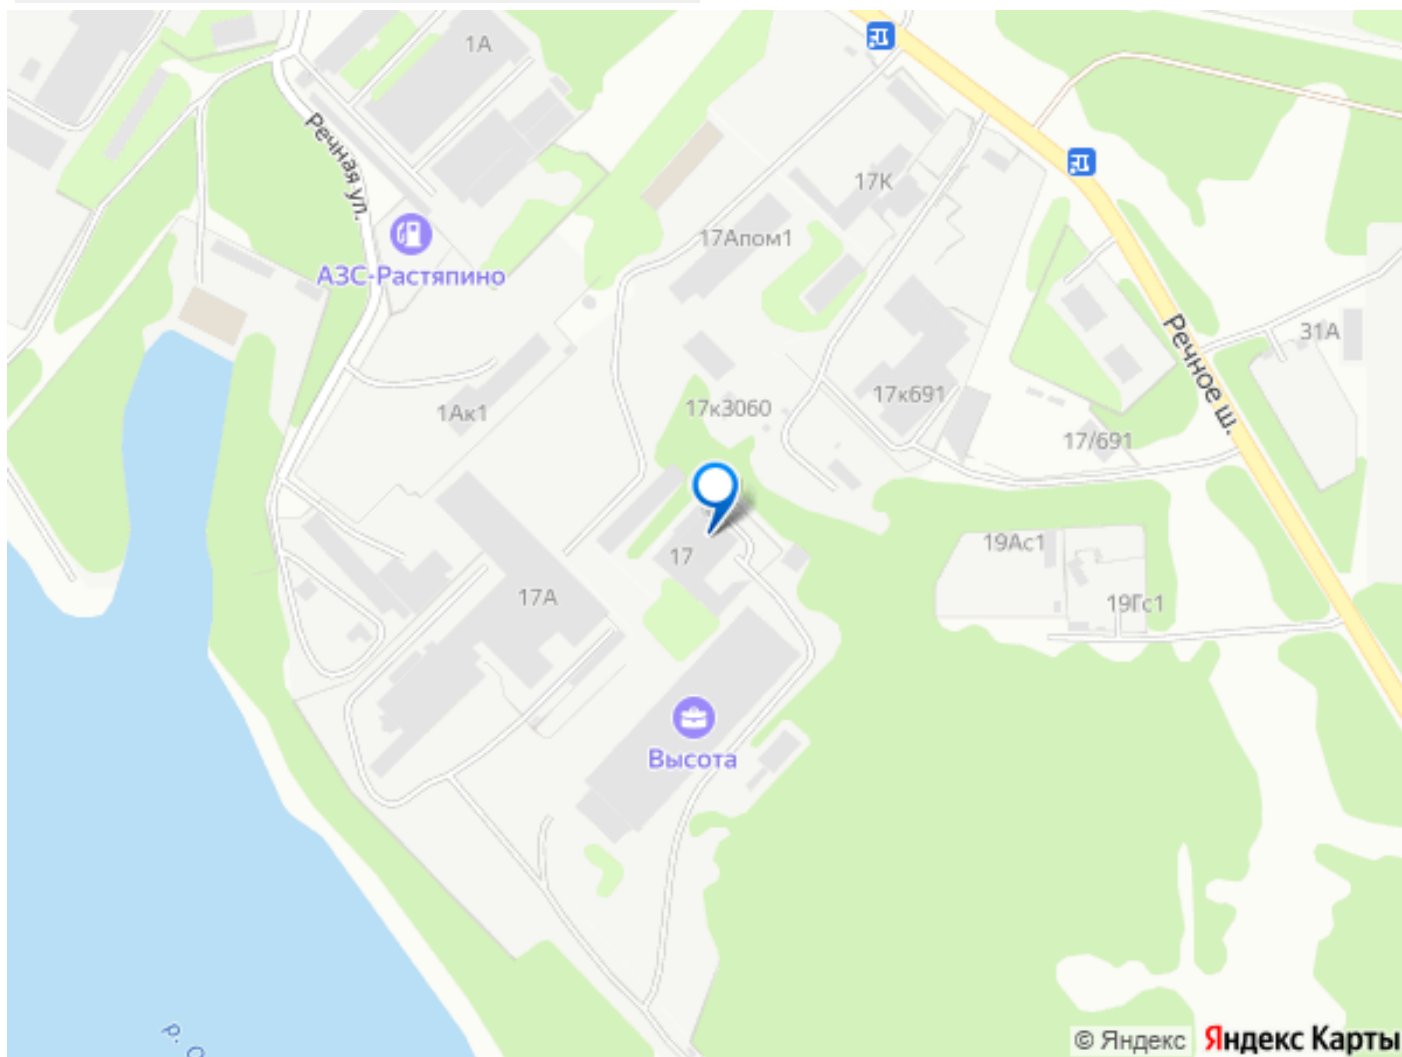 1А
Речная ул.
17К
17Апом1
АЗС-Растяпино
31А
Речное ш.
17к691
17к3060
1Ак1
17/691
19Ас1
17
17А
19Гс1
Высота
р. О
© Яндекс
Яндекс Карты